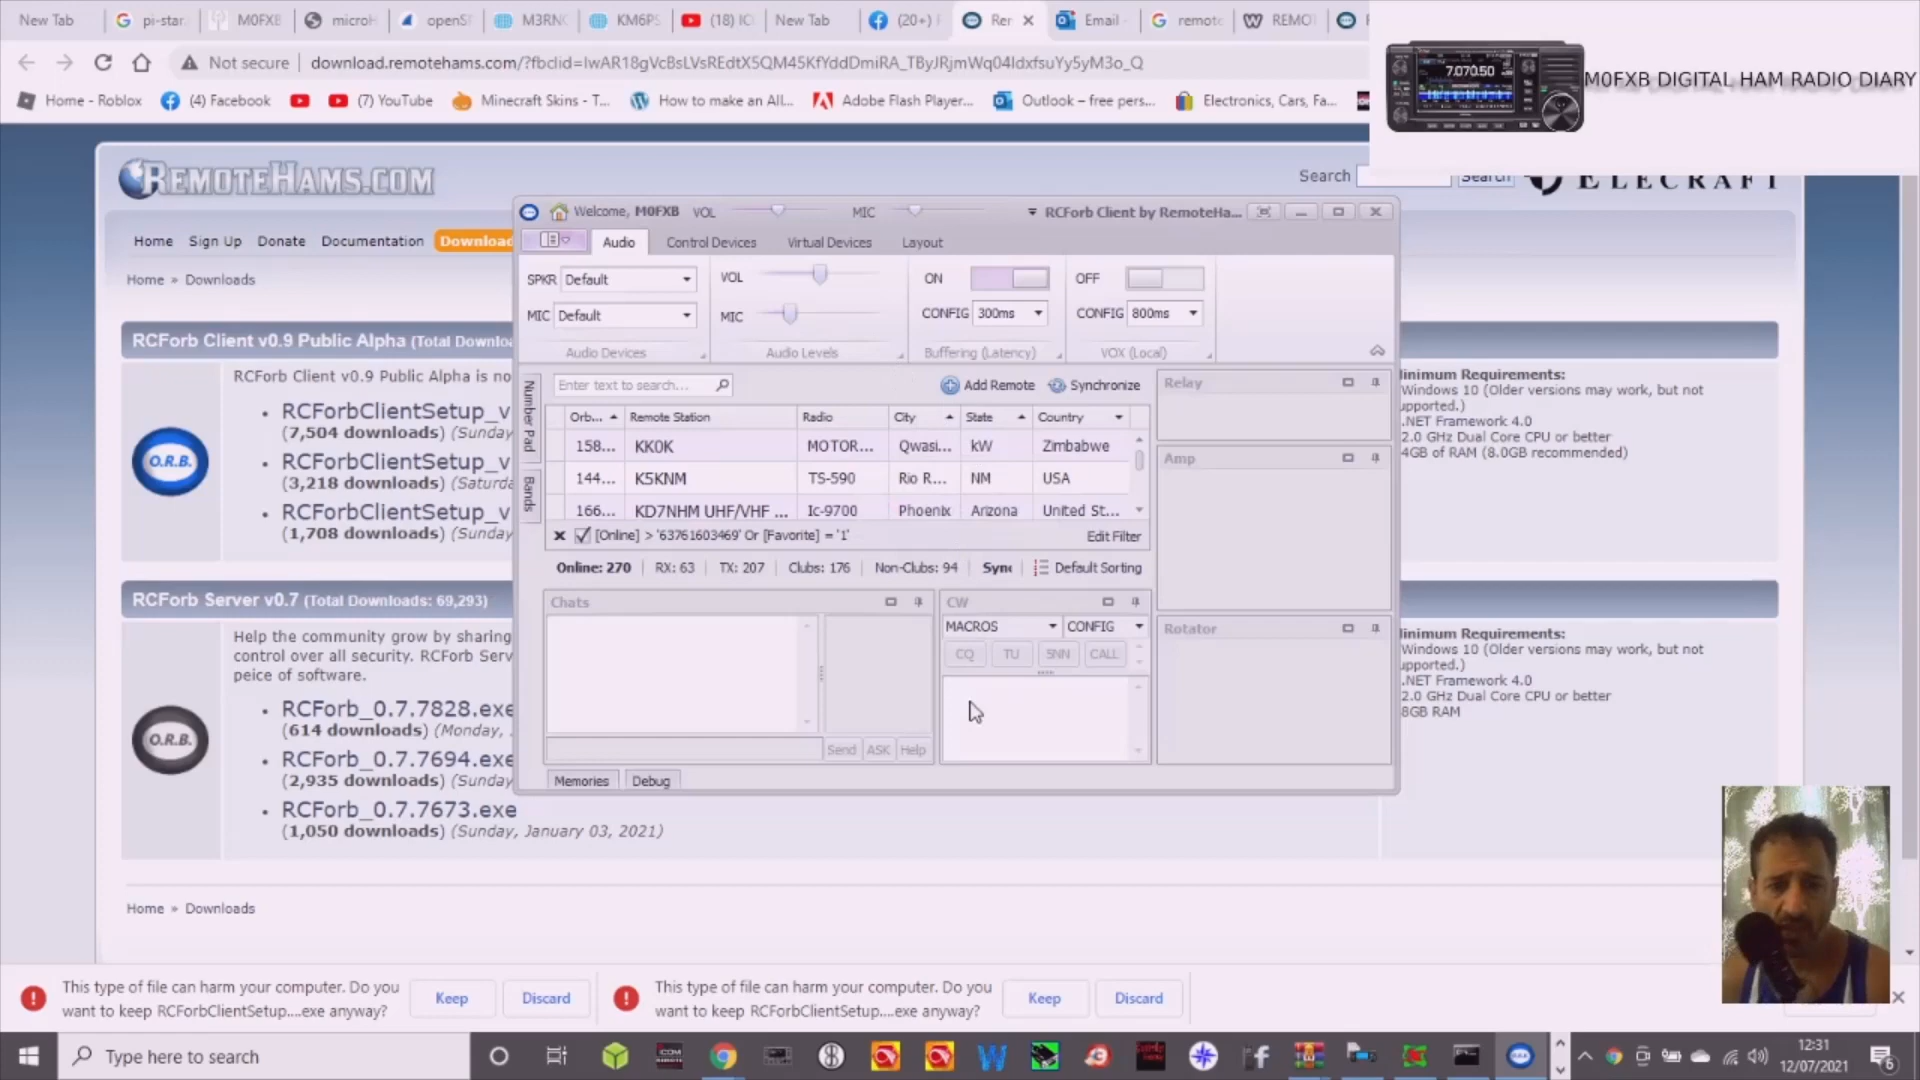 New Tab
pi-star
M0FXB
microH
openS
M3RN
KM6PS
(18) IC
New Tab
(20+) F
Rer
Email
remote
REMO
Not secure
download.remotehams.com/?fbclid=IwAR18gVcBsLVsREdtX5QM45KfYddDmiRA_TByJRjmWq04IdxfsuYy5yM3o_Q
Home - Roblox
(4) Facebook
(7) YouTube
Minecraft Skins - T...
How to make an All...
Adobe Flash Player...
Outlook – free pers...
Electronics, Cars, Fa...
7.070.50
M0FXB DIGITAL HAM RADIO DIARY
REMOTEHAMS.COM
Search
Search
ELECRAFT
Home
Sign Up
Donate
Documentation
Download
Home » Downloads
RCForb Client v0.9 Public Alpha (Total Downlo
RCForb Client v0.9 Public Alpha is no
RCForbClientSetup_v
(7,504 downloads) (Sunday
RCForbClientSetup_v
(3,218 downloads) (Saturda
RCForbClientSetup_v
(1,708 downloads) (Sunday
O.R.B.
Minimum Requirements:
Windows 10 (Older versions may work, but not
upported.)
.NET Framework 4.0
2.0 GHz Dual Core CPU or better
4GB of RAM (8.0GB recommended)
RCForb Server v0.7 (Total Downloads: 69,293)
Help the community grow by sharing
control over all security. RCForb Serv
peice of software.
RCForb_0.7.7828.exe
(614 downloads) (Monday,
RCForb_0.7.7694.exe
(2,935 downloads) (Sunday
RCForb_0.7.7673.exe
(1,050 downloads) (Sunday, January 03, 2021)
O.R.B.
Minimum Requirements:
Windows 10 (Older versions may work, but not
upported.)
.NET Framework 4.0
2.0 GHz Dual Core CPU or better
8GB RAM
Home » Downloads
Welcome, M0FXB
VOL
MIC
RCForb Client by RemoteHa...
Audio
Control Devices
Virtual Devices
Layout
SPKR Default
VOL
ON
OFF
MIC Default
MIC
CONFIG 300ms
CONFIG 800ms
Audio Devices
Audio Levels
Buffering (Latency)
VOX (Local)
Number Pad
Bands
Enter text to search...
Add Remote
Synchronize
Orb...
Remote Station
Radio
City
State
Country
158... KK0K MOTOR... Qwasi... kW Zimbabwe
144... K5KNM TS-590 Rio R... NM USA
166... KD7NHM UHF/VHF ... Ic-9700 Phoenix Arizona United St...
[Online] > '63761603469' Or [Favorite] = '1'
Edit Filter
Online: 270
RX: 63
TX: 207
Clubs: 176
Non-Clubs: 94
Sync
Default Sorting
Relay
Amp
Rotator
Chats
CW
MACROS
CONFIG
CQ
TU
5NN
CALL
Send
ASK
Help
Memories
Debug
This type of file can harm your computer. Do you
want to keep RCForbClientSetup....exe anyway?
Keep
Discard
This type of file can harm your computer. Do you
want to keep RCForbClientSetup....exe anyway?
Keep
Discard
Type here to search
12:31
12/07/2021
6